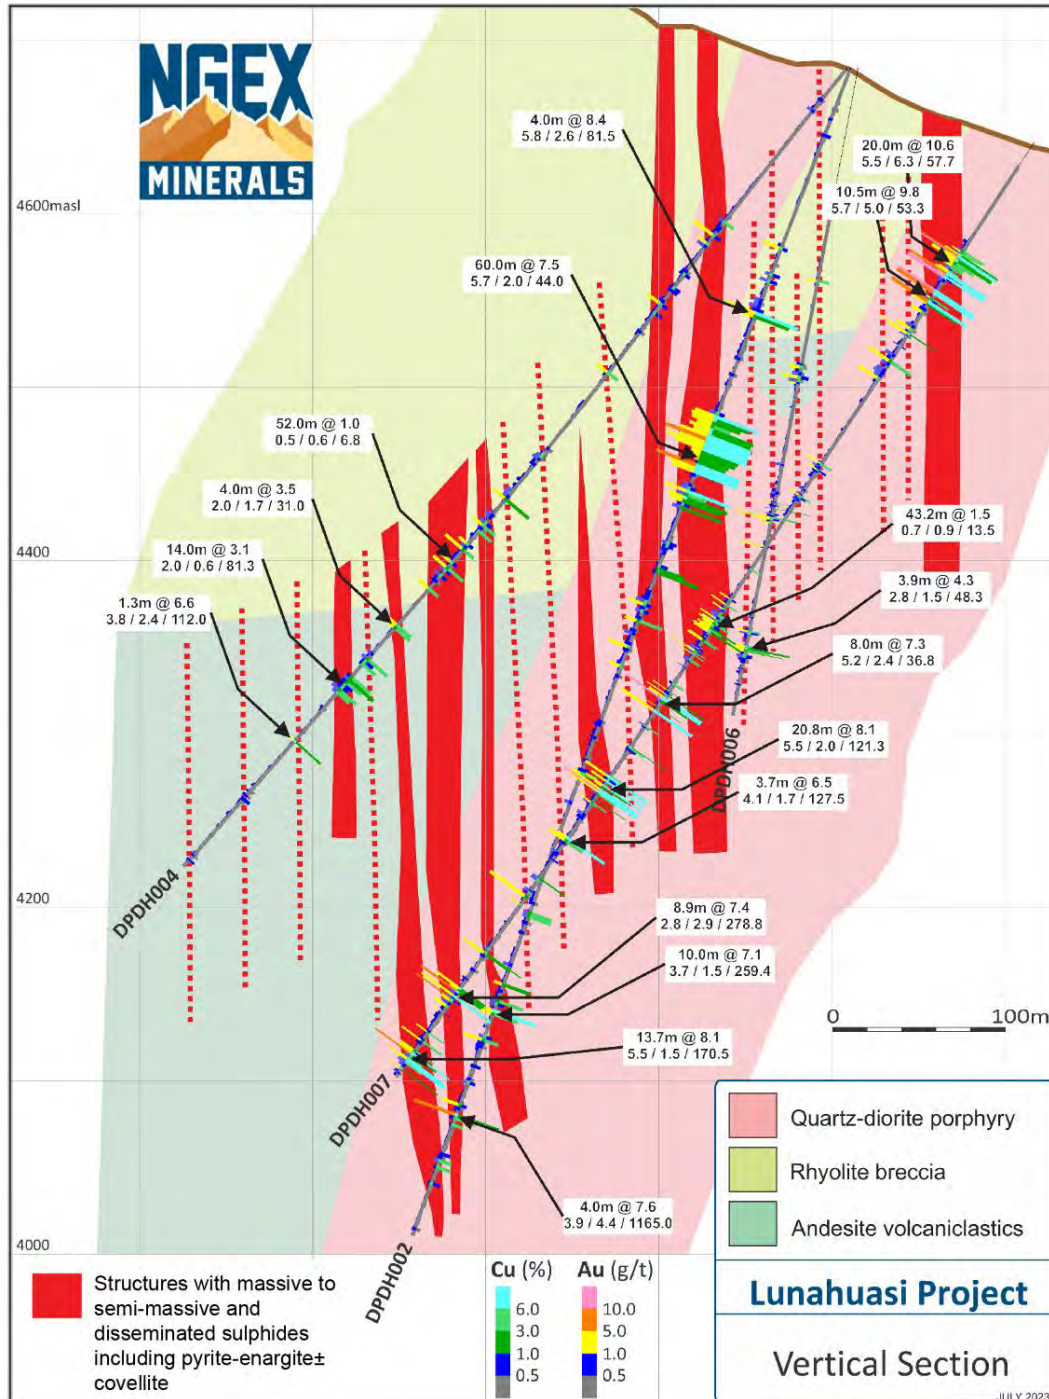 NGEX
MINERALS
4.0m @ 8.4
5.8 / 2.6 / 81.5
20.0m @ 10.6
5.5 / 6.3 / 57.7
10.5m @ 9.8
5.7 / 5.0 / 53.3
4600masl
60.0m @ 7.5
5.7 / 2.0 / 44.0
52.0m @ 1.0
0.5 / 0.6 / 6.8
4.0m @ 3.5
2.0 / 1.7 / 31.0
14.0m @ 3.1
2.0 / 0.6 / 81.3
1.3m @ 6.6
3.8 / 2.4 / 112.0
43.2m @ 1.5
0.7 / 0.9 / 13.5
4400
3.9m @ 4.3
2.8 / 1.5 / 48.3
8.0m @ 7.3
5.2 / 2.4 / 36.8
20.8m @ 8.1
5.5 / 2.0 / 121.3
DPDH006
3.7m @ 6.5
4.1 / 1.7 / 127.5
DPDH004
4200
8.9m @ 7.4
2.8 / 2.9 / 278.8
10.0m @ 7.1
3.7 / 1.5 / 259.4
0 100m
13.7m @ 8.1
5.5 / 1.5 / 170.5
DPDH007
4.0m @ 7.6
3.9 / 4.4 / 1165.0
4000
DPDH002
Quartz-diorite porphyry
Rhyolite breccia
Andesite volcaniclastics
Structures with massive to
semi-massive and
disseminated sulphides
including pyrite-enargite±
covellite
Cu (%) Au (g/t)
6.0 10.0
3.0 5.0
1.0 1.0
0.5 0.5
Lunahuasi Project
Vertical Section
JULY 2023